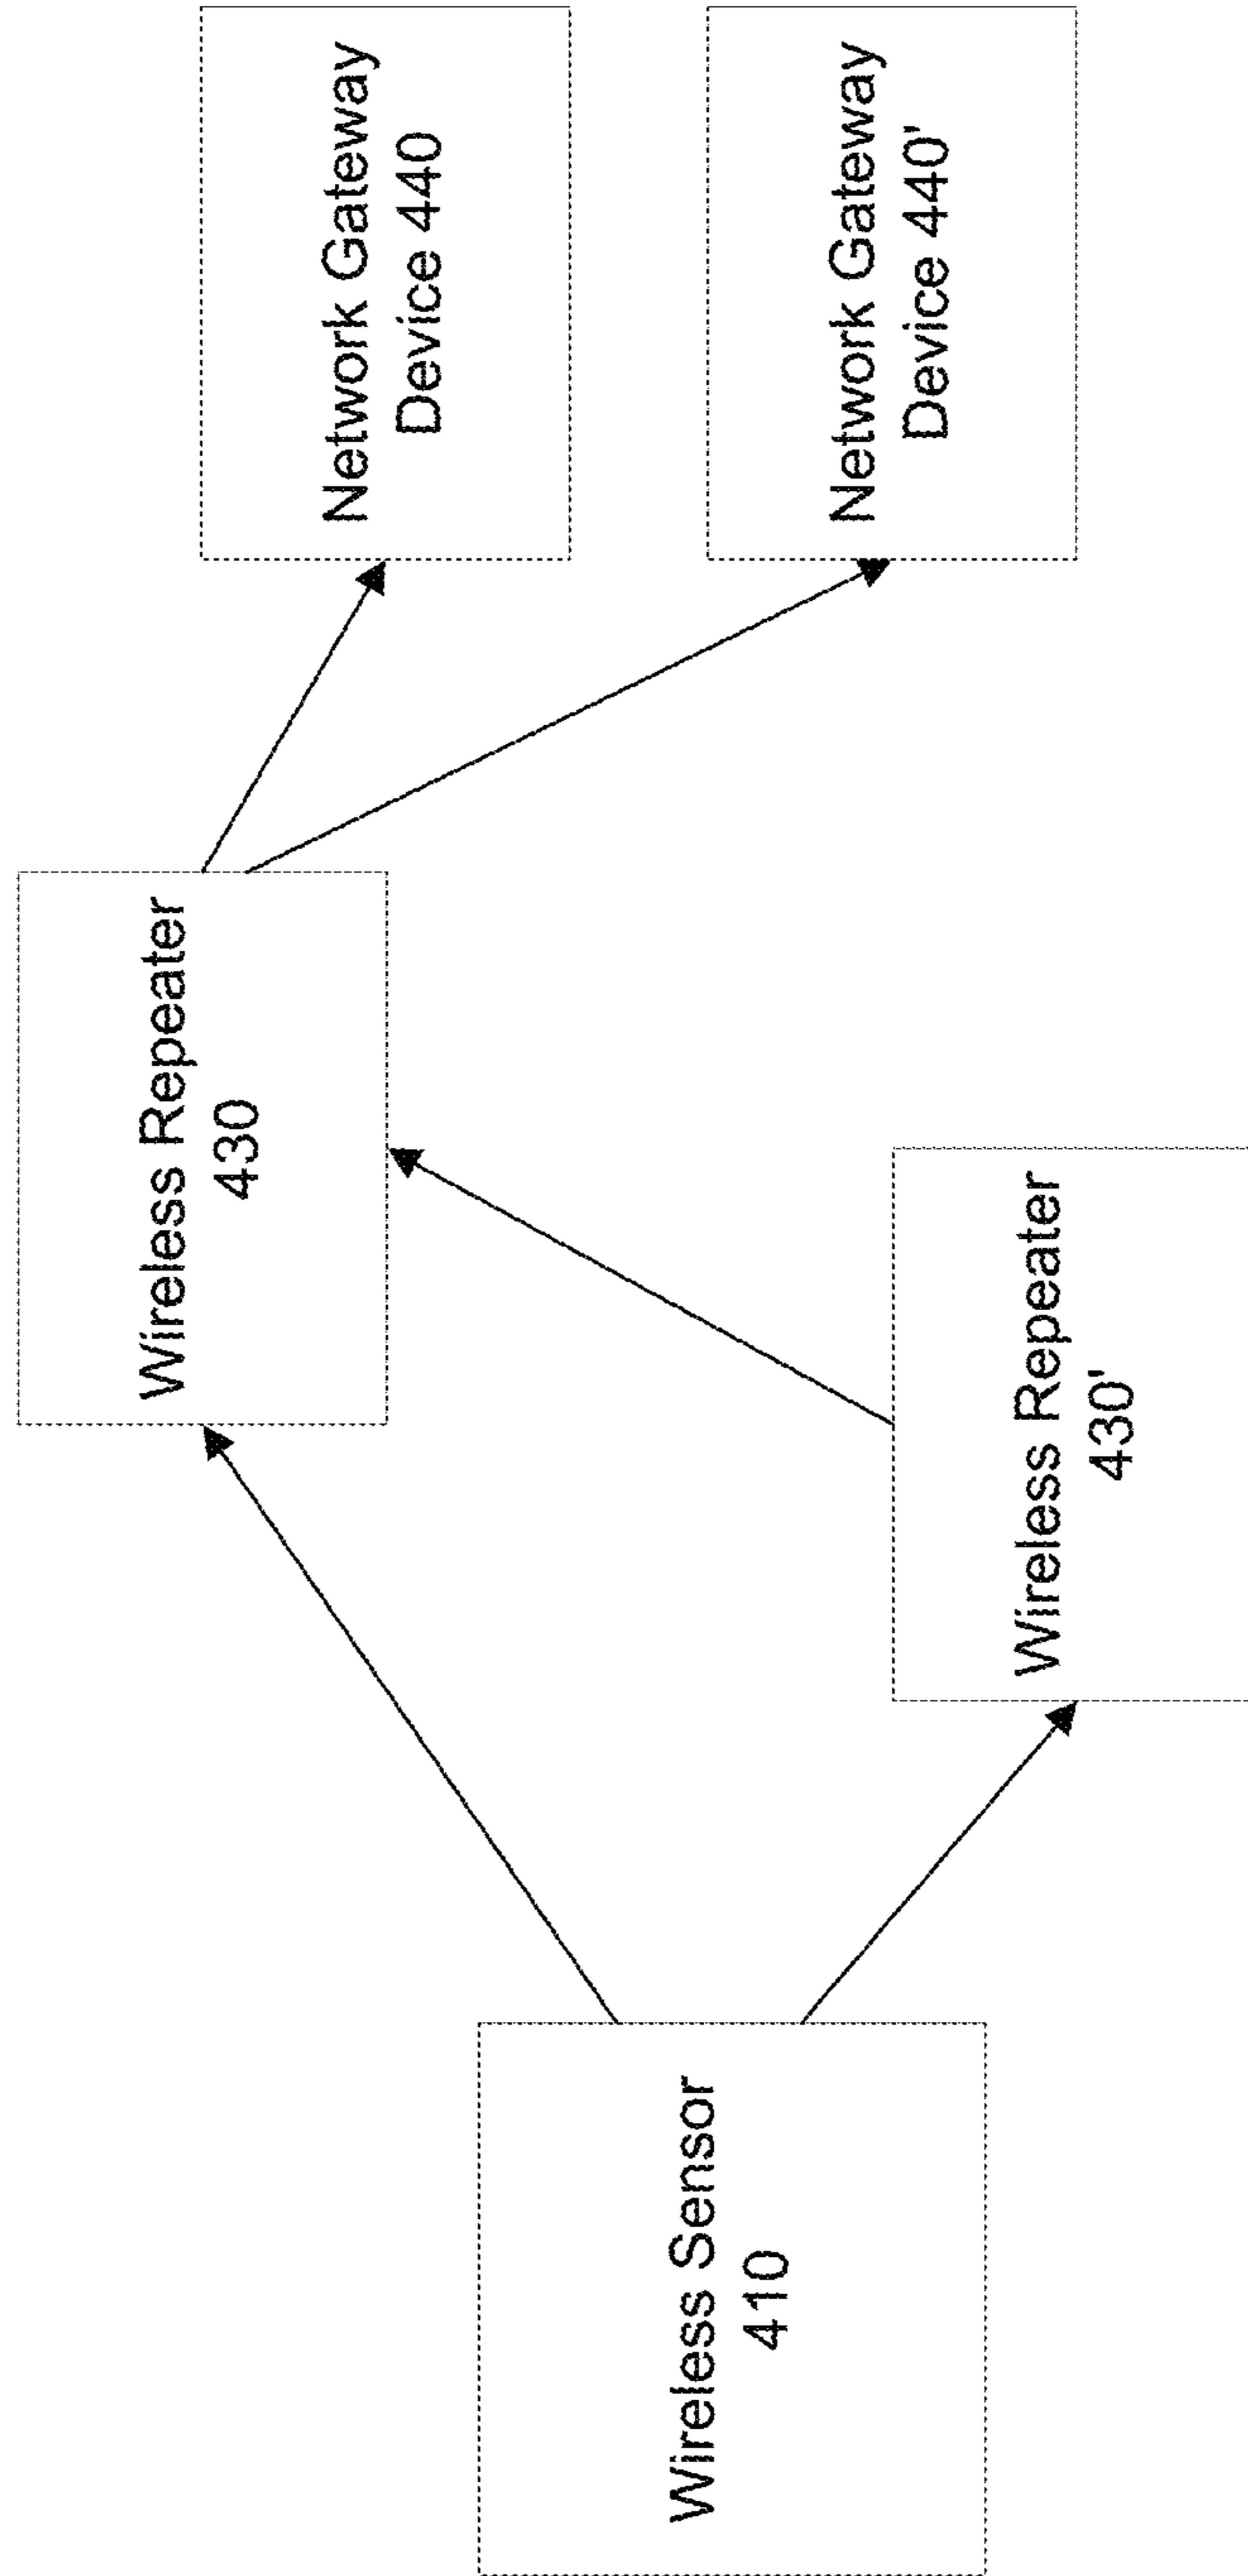 Wireless Sensor
410
Wireless Repeater
430
Wireless Repeater
430'
Network Gateway
Device 440
Network Gateway
Device 440'